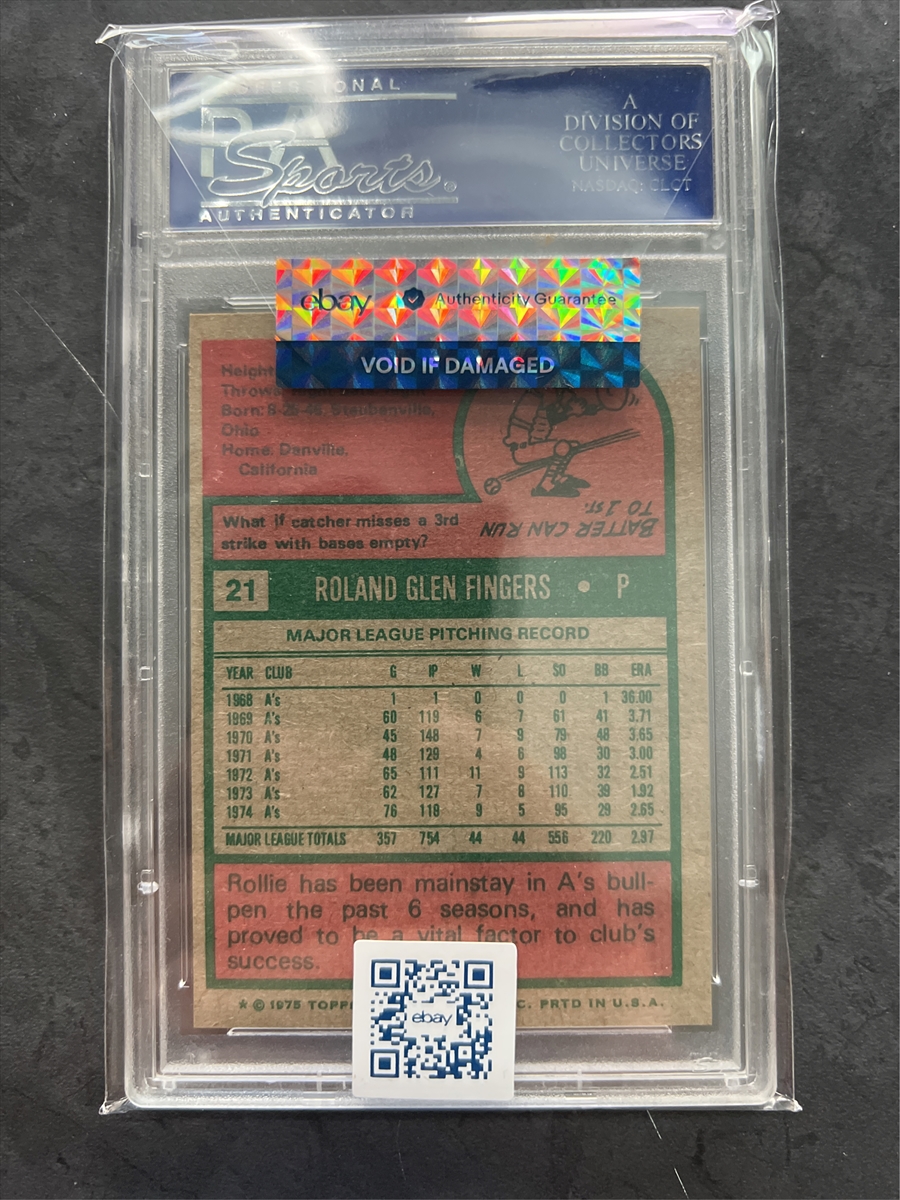 PSA
Sports.
AUTHENTICATOR
A
DIVISION OF
COLLECTORS
UNIVERSE
NASDAQ: CLCT
ebay Authenticity Guarantee
VOID IF DAMAGED
Height
Throws
Born: 8-25-46, Steubenville,
Ohio
Home: Danville,
California
What if catcher misses a 3rd
strike with bases empty?
BATTER CAN RUN
TO 1ST.
21 ROLAND GLEN FINGERS • P
MAJOR LEAGUE PITCHING RECORD
YEAR CLUB G IP W L SO BB ERA
1968 A's 1 1 0 0 0 1 36.00
1969 A's 60 119 6 7 61 41 3.71
1970 A's 45 148 7 9 79 48 3.65
1971 A's 48 129 4 6 98 30 3.00
1972 A's 65 111 11 9 113 32 2.51
1973 A's 62 127 7 8 110 39 1.92
1974 A's 76 118 9 5 95 29 2.65
MAJOR LEAGUE TOTALS 357 754 44 44 556 220 2.97
Rollie has been mainstay in A's bull-
pen the past 6 seasons, and has
proved to be a vital factor to club's
success.
* © 1975 TOPP C. PRTD IN U.S.A.
ebay